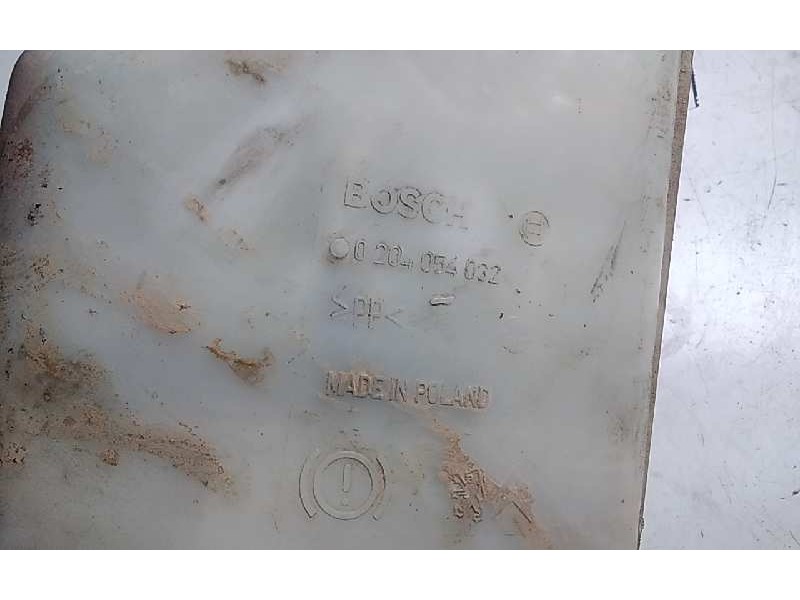 BOSCH
0 204 054 032
>PP<
MADE IN POLAND